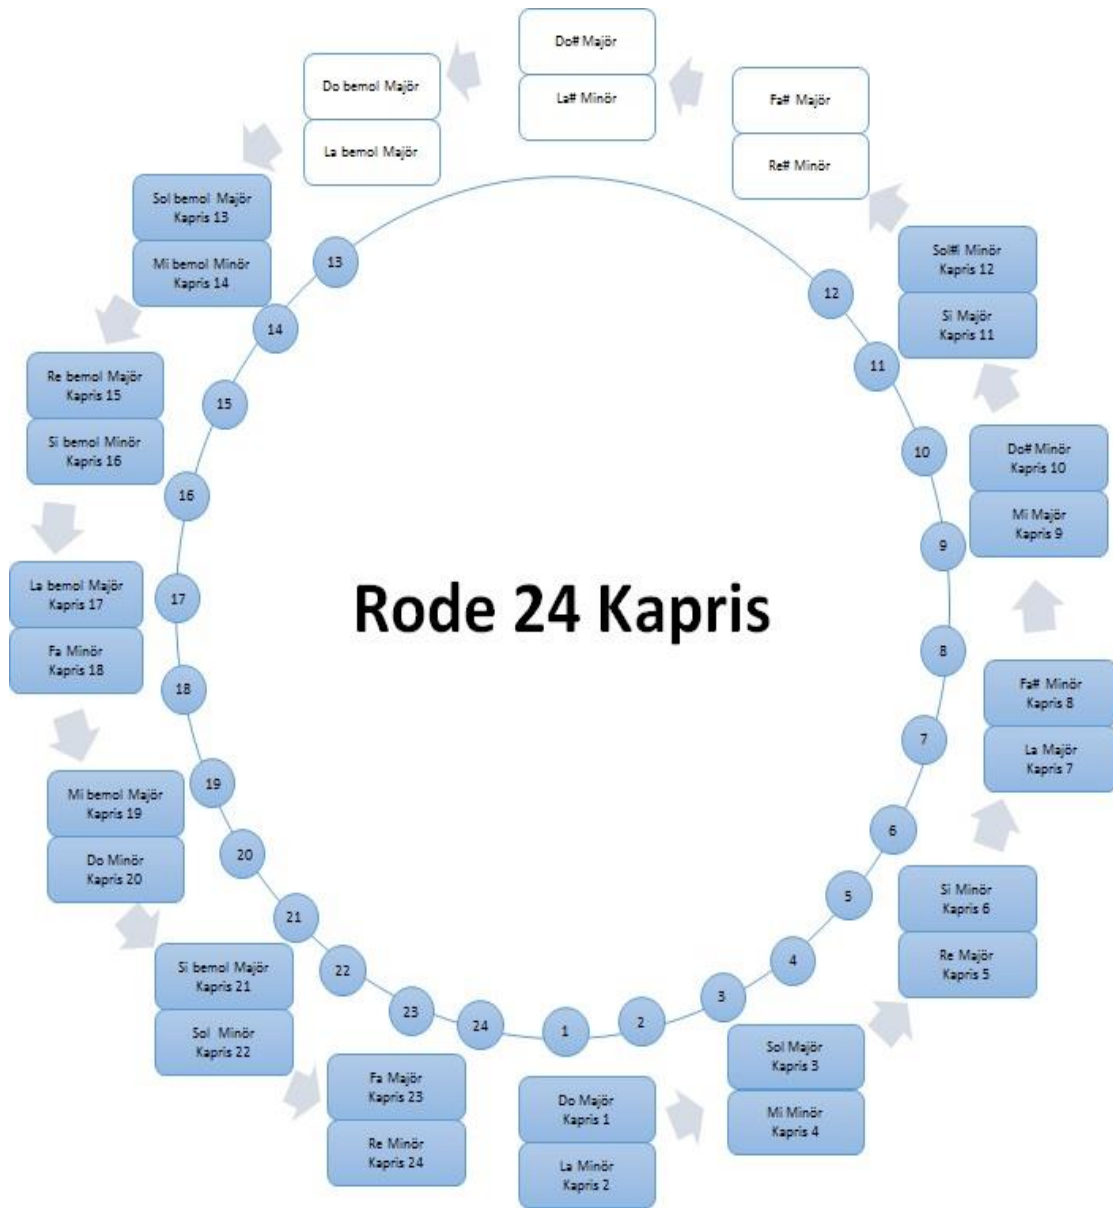 Do# Majör
La# Minör
Do bemol Majör
La bemol Majör
Fa# Majör
Re# Minör
Sol bemol Majör
Kapris 13
Mi bemol Minör
Kapris 14
Sol#l Minör
Kapris 12
Si Majör
Kapris 11
13
12
14
11
Re bemol Majör
Kapris 15
Si bemol Minör
Kapris 16
15
10
Do# Minör
Kapris 10
Mi Majör
Kapris 9
16
9
La bemol Majör
Kapris 17
Fa Minör
Kapris 18
17
Rode 24 Kapris
8
18
Fa# Minör
Kapris 8
La Majör
Kapris 7
7
Mi bemol Majör
Kapris 19
Do Minör
Kapris 20
19
6
20
5
Si Minör
Kapris 6
Re Majör
Kapris 5
21
4
Si bemol Majör
Kapris 21
Sol Minör
Kapris 22
22
3
23
24
1
2
Sol Majör
Kapris 3
Mi Minör
Kapris 4
Fa Majör
Kapris 23
Re Minör
Kapris 24
Do Majör
Kapris 1
La Minör
Kapris 2